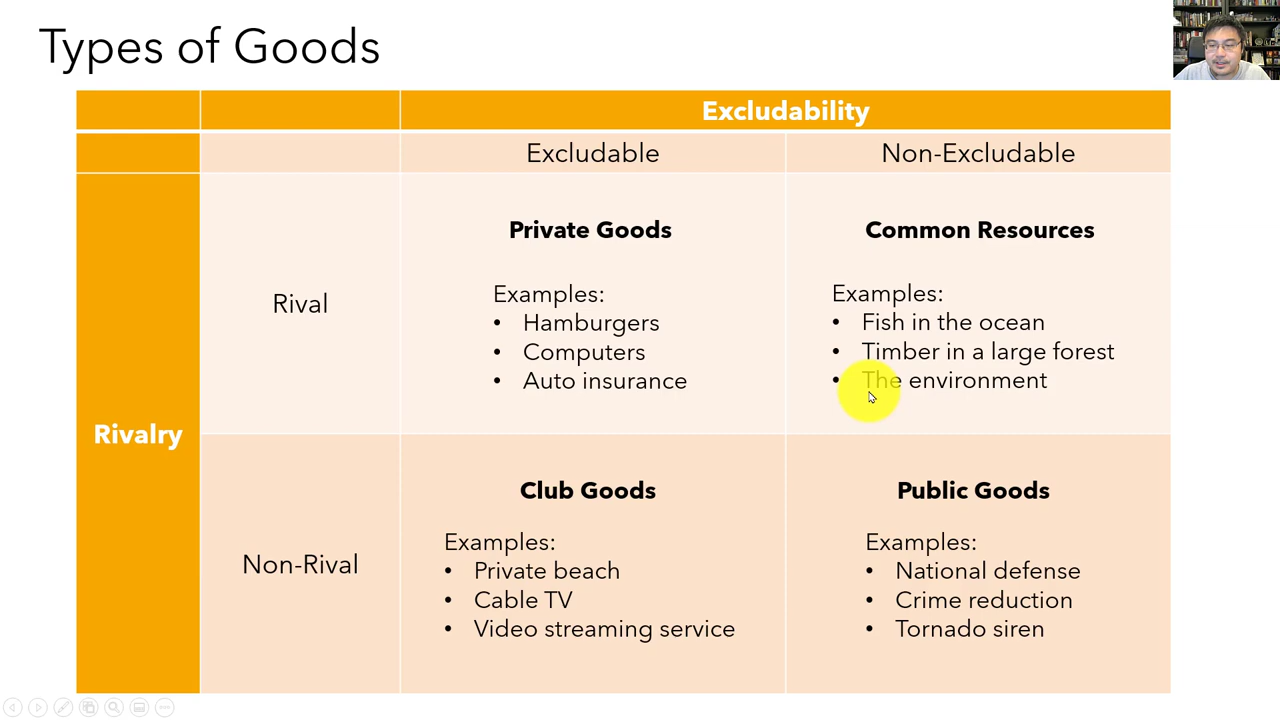 Types of Goods
Excludability
Excludable
Non-Excludable
Rivalry
Rival
Private Goods
Examples:
• Hamburgers
• Computers
• Auto insurance
Common Resources
Examples:
• Fish in the ocean
• Timber in a large forest
• The environment
Non-Rival
Club Goods
Examples:
• Private beach
• Cable TV
• Video streaming service
Public Goods
Examples:
• National defense
• Crime reduction
• Tornado siren